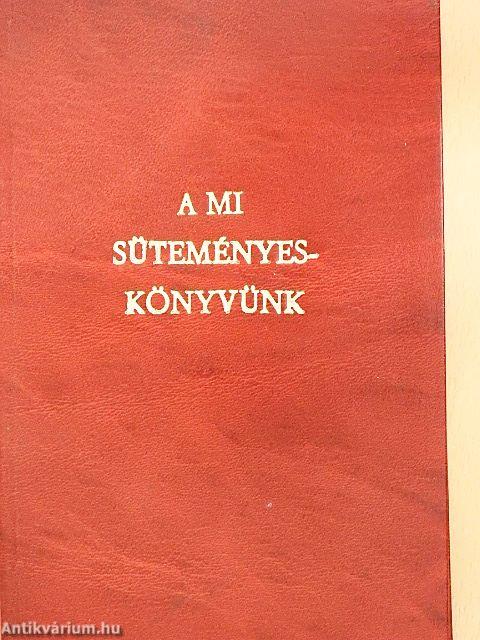 A MI
SÜTEMÉNYES-
KÖNYVÜNK
Antikvárium.hu